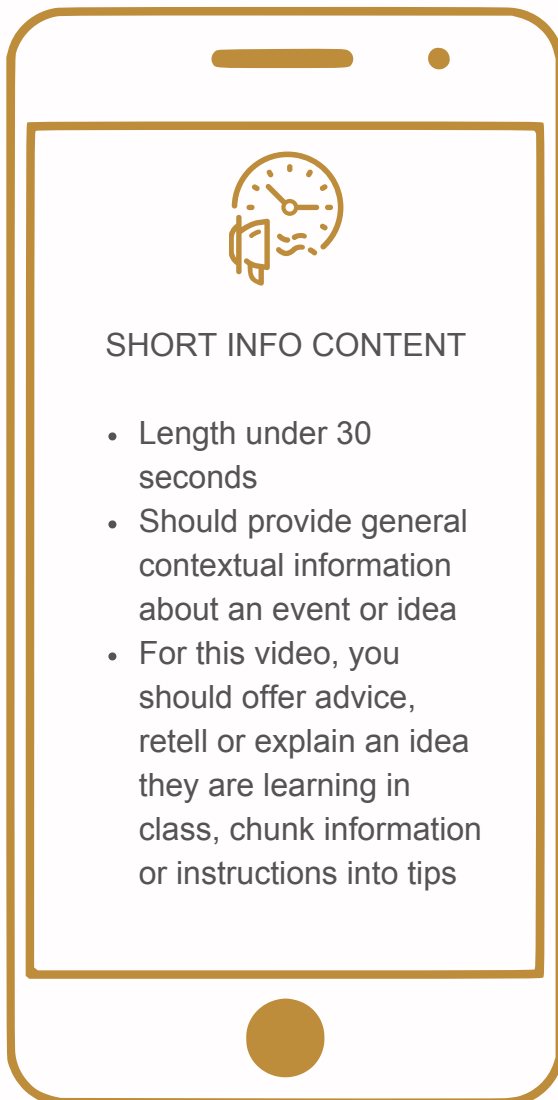 SHORT INFO CONTENT
• Length under 30
seconds
• Should provide general
contextual information
about an event or idea
• For this video, you
should offer advice,
retell or explain an idea
they are learning in
class, chunk information
or instructions into tips